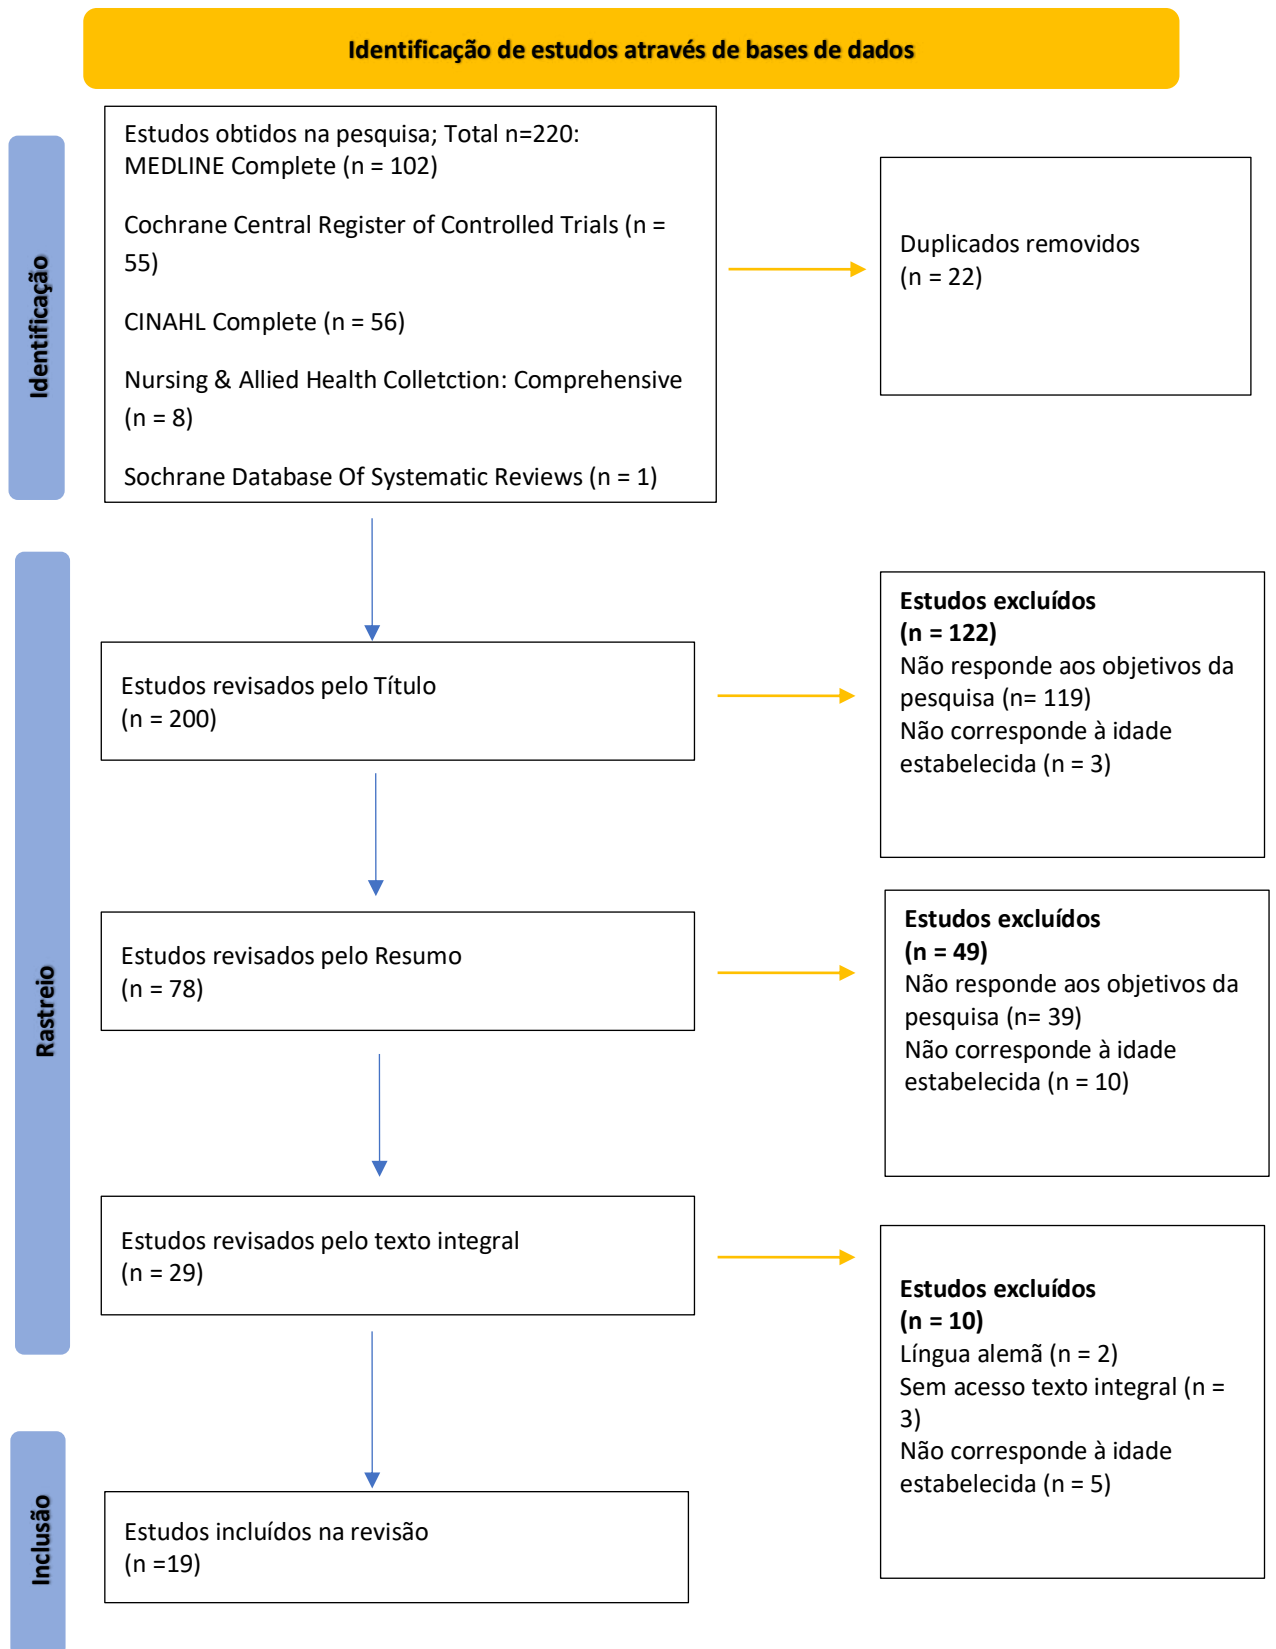 Identificação de estudos através de bases de dados
Identificação
Estudos obtidos na pesquisa; Total n=220:
MEDLINE Complete (n = 102)
Cochrane Central Register of Controlled Trials (n =
55)
CINAHL Complete (n = 56)
Nursing & Allied Health Colletction: Comprehensive
(n = 8)
Sochrane Database Of Systematic Reviews (n = 1)
Duplicados removidos
(n = 22)
Rastreio
Estudos revisados pelo Título
(n = 200)
Estudos excluídos
(n = 122)
Não responde aos objetivos da
pesquisa (n= 119)
Não corresponde à idade
estabelecida (n = 3)
Estudos revisados pelo Resumo
(n = 78)
Estudos excluídos
(n = 49)
Não responde aos objetivos da
pesquisa (n= 39)
Não corresponde à idade
estabelecida (n = 10)
Estudos revisados pelo texto integral
(n = 29)
Estudos excluídos
(n = 10)
Língua alemã (n = 2)
Sem acesso texto integral (n =
3)
Não corresponde à idade
estabelecida (n = 5)
Inclusão
Estudos incluídos na revisão
(n =19)